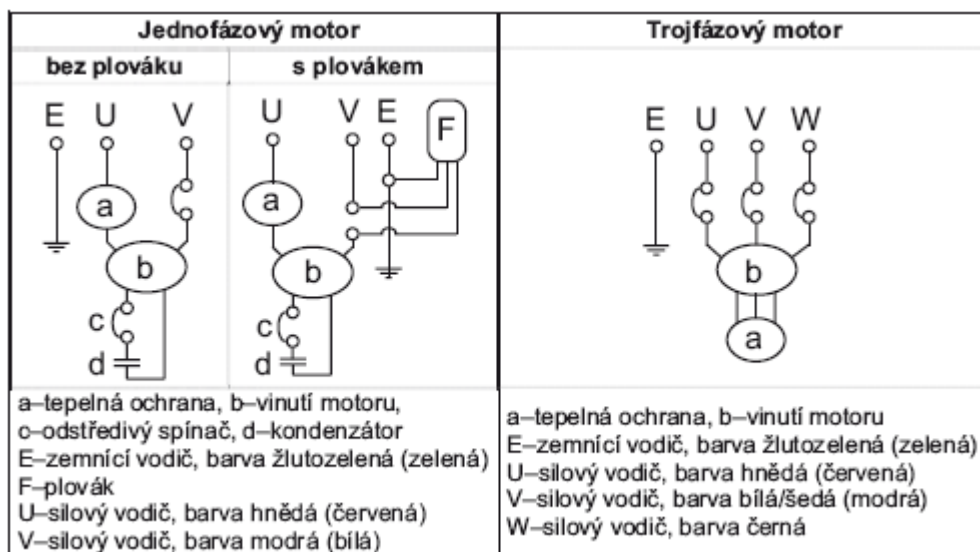 Jednofázový motor
bez plováku
s plovákem
E U V
U V E
F
a
b
c
d
a
b
c
d
a–tepelná ochrana, b–vinutí motoru,
c–odstředivý spínač, d–kondenzátor
E–zemnící vodič, barva žlutozelená (zelená)
F–plovák
U–silový vodič, barva hnědá (červená)
V–silový vodič, barva modrá (bílá)
Trojfázový motor
E U V W
b
a
a–tepelná ochrana, b–vinutí motoru
E–zemnící vodič, barva žlutozelená (zelená)
U–silový vodič, barva hnědá (červená)
V–silový vodič, barva bílá/šedá (modrá)
W–silový vodič, barva černá